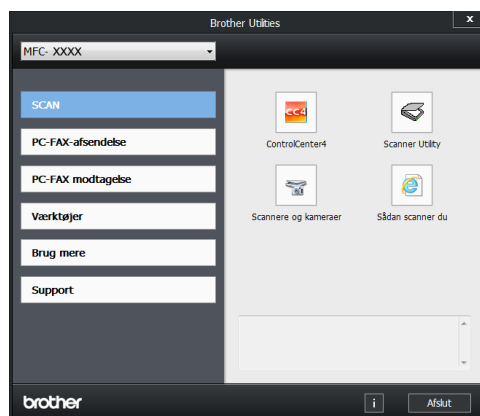 Brother Utilities
x
MFC- XXXX
SCAN
PC-FAX-afsendelse
PC-FAX modtagelse
Værktøjer
Brug mere
Support
CC4
ControlCenter4
Scanner Utility
Scannere og kameraer
Sådan scanner du
brother
i
Afslut